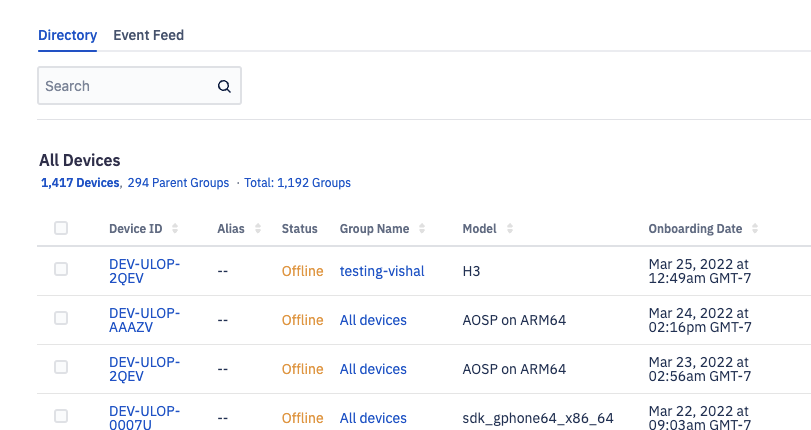 Directory Event Feed
Search
All Devices
1,417 Devices, 294 Parent Groups · Total: 1,192 Groups
Device ID Alias Status Group Name Model Onboarding Date
DEV-ULOP-2QEV -- Offline testing-vishal H3 Mar 25, 2022 at 12:49am GMT-7
DEV-ULOP-AAAZV -- Offline All devices AOSP on ARM64 Mar 24, 2022 at 02:16pm GMT-7
DEV-ULOP-2QEV -- Offline All devices AOSP on ARM64 Mar 23, 2022 at 02:56am GMT-7
DEV-ULOP-0007U -- Offline All devices sdk_gphone64_x86_64 Mar 22, 2022 at 09:03am GMT-7